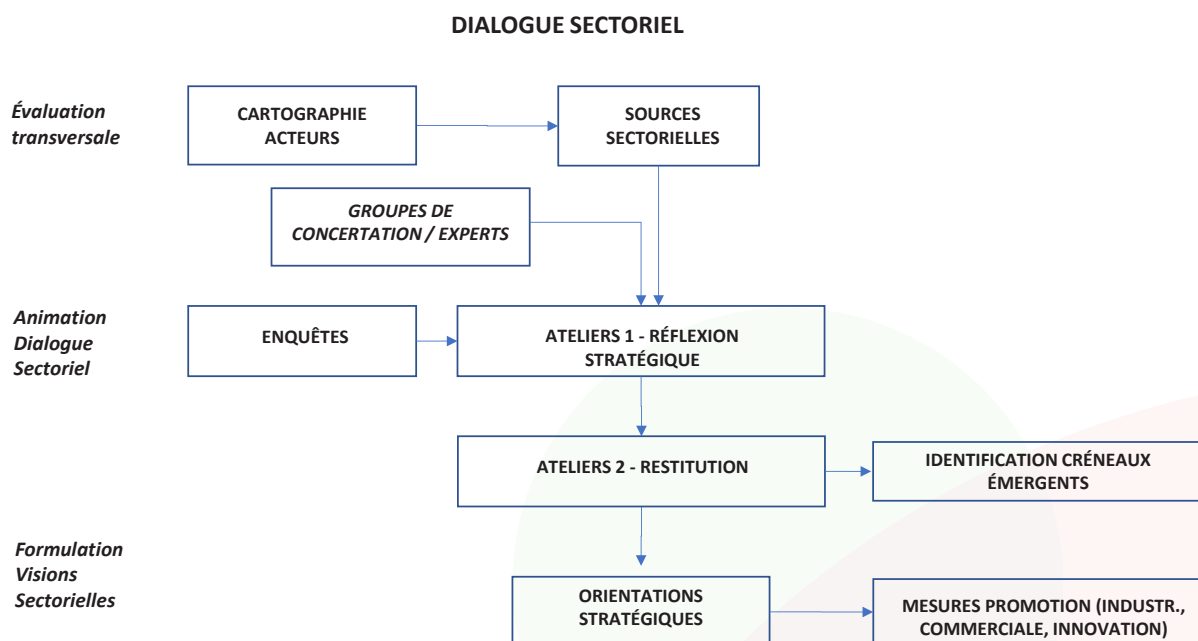 DIALOGUE SECTORIEL
Évaluation
transversale
CARTOGRAPHIE
ACTEURS
SOURCES
SECTORIELLES
GROUPES DE
CONCERTATION / EXPERTS
Animation
Dialogue
Sectoriel
ENQUÊTES
ATELIERS 1 - RÉFLEXION
STRATÉGIQUE
ATELIERS 2 - RESTITUTION
IDENTIFICATION CRÉNEAUX
ÉMERGENTS
Formulation
Visions
Sectorielles
ORIENTATIONS
STRATÉGIQUES
MESURES PROMOTION (INDUSTR.,
COMMERCIALE, INNOVATION)